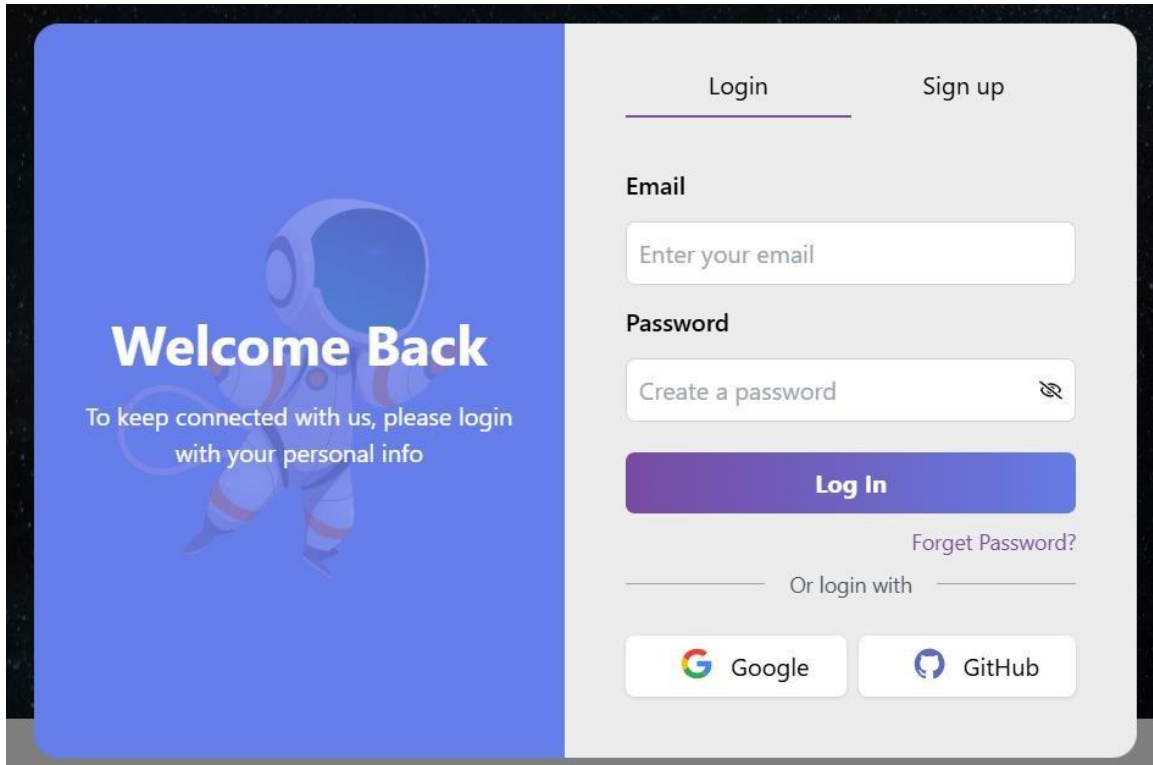 Welcome Back
To keep connected with us, please login
with your personal info
Login
Sign up
Email
Enter your email
Password
Create a password
Log In
Forget Password?
Or login with
Google
GitHub